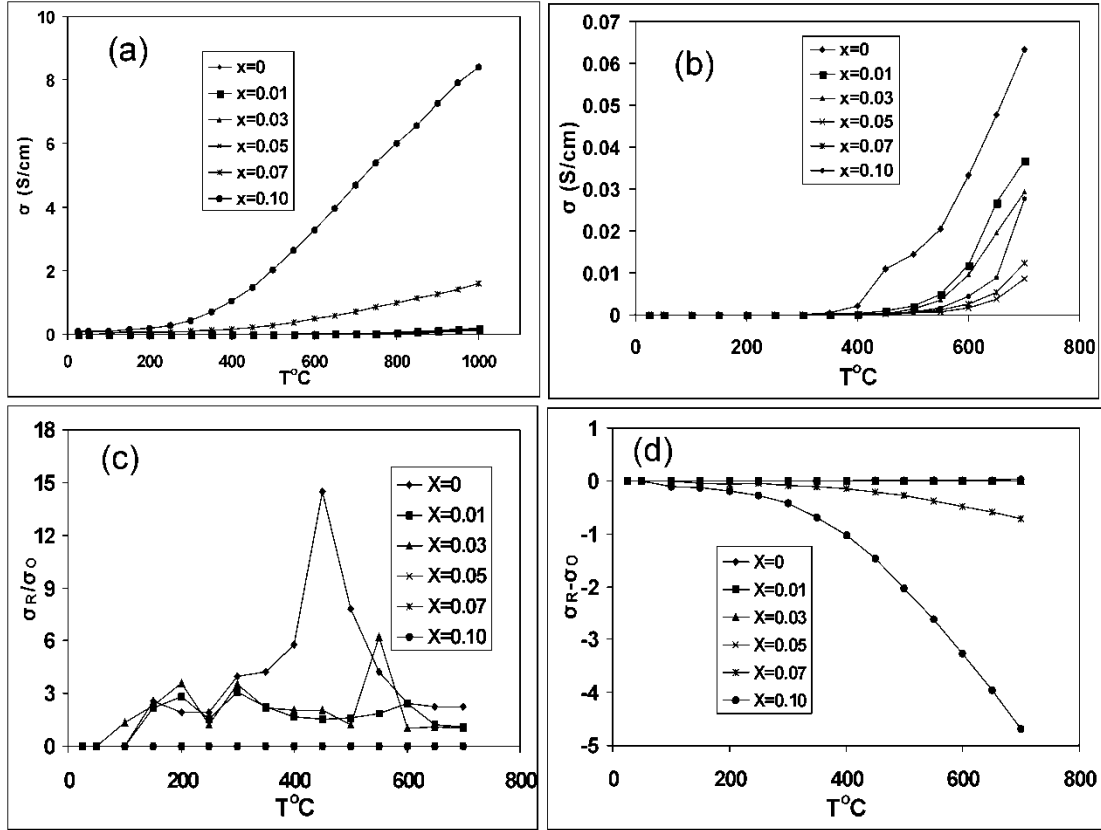 (a)
10
8
6
4
2
0
σ (S/cm)
x=0
x=0.01
x=0.03
x=0.05
x=0.07
x=0.10
0 200 400 600 800 1000
T°C
(b)
0.07
0.06
0.05
0.04
0.03
0.02
0.01
0
σ (S/cm)
x=0
x=0.01
x=0.03
x=0.05
x=0.07
x=0.10
0 200 400 600 800
T°C
(c)
18
15
12
9
6
3
0
σR/σO
X=0
X=0.01
X=0.03
X=0.05
X=0.07
X=0.10
0 200 400 600 800
T°C
(d)
1
0
-1
-2
-3
-4
-5
σR-σO
X=0
X=0.01
X=0.03
X=0.05
X=0.07
X=0.10
0 200 400 600 800
T°C